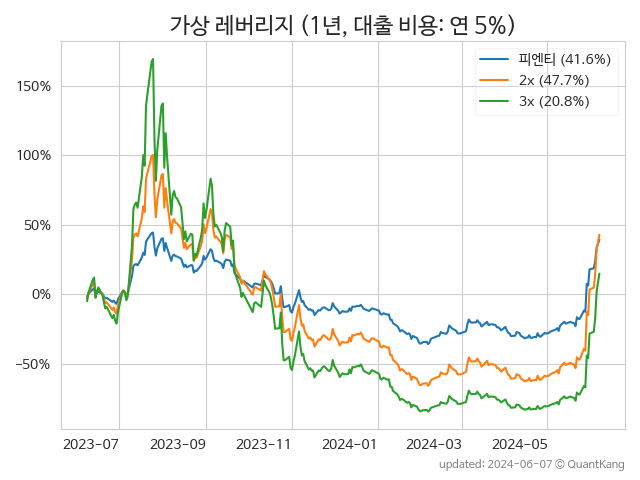 가상 레버리지 (1년, 대출 비용: 연 5%)
피엔티 (41.6%)
2x (47.7%)
3x (20.8%)
150%
100%
50%
0%
−50%
2023-07 2023-09 2023-11 2024-01 2024-03 2024-05
updated: 2024-06-07 © QuantKang